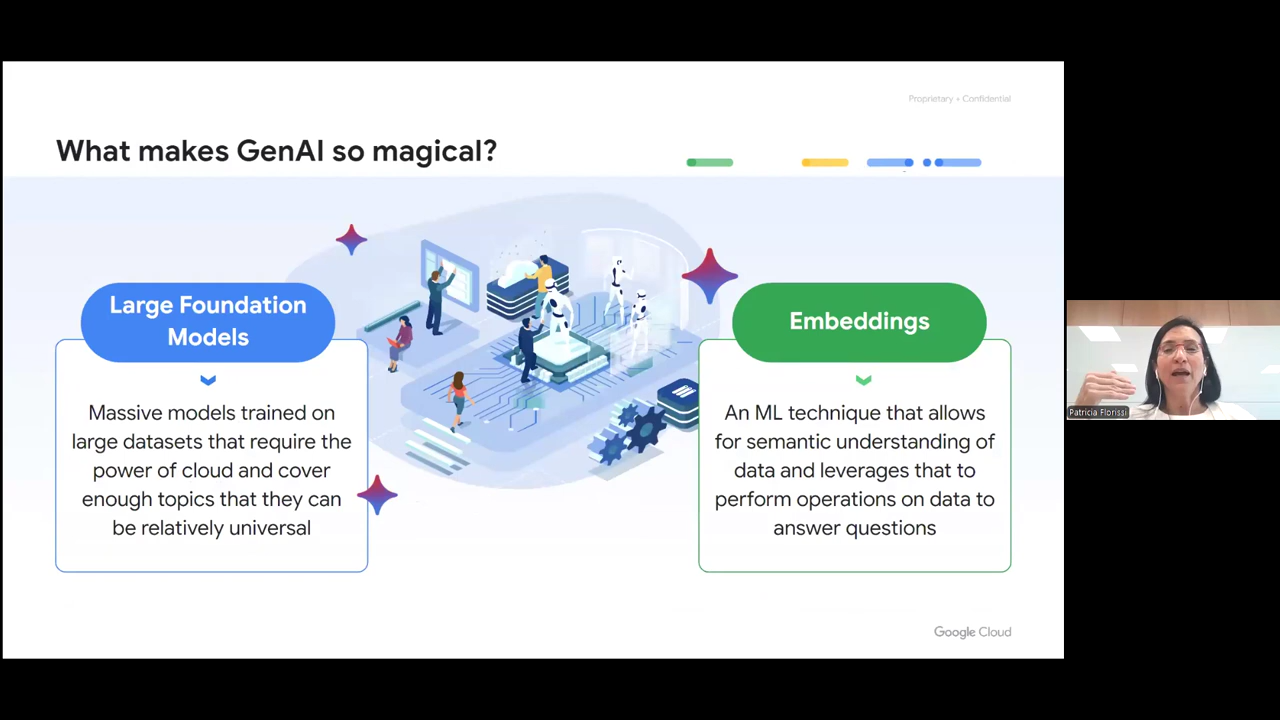 Proprietary + Confidential
What makes GenAI so magical?
Large Foundation
Models
Massive models trained on
large datasets that require the
power of cloud and cover
enough topics that they can
be relatively universal
Embeddings
An ML technique that allows
for semantic understanding of
data and leverages that to
perform operations on data to
answer questions
Google Cloud
Patricia Florissi